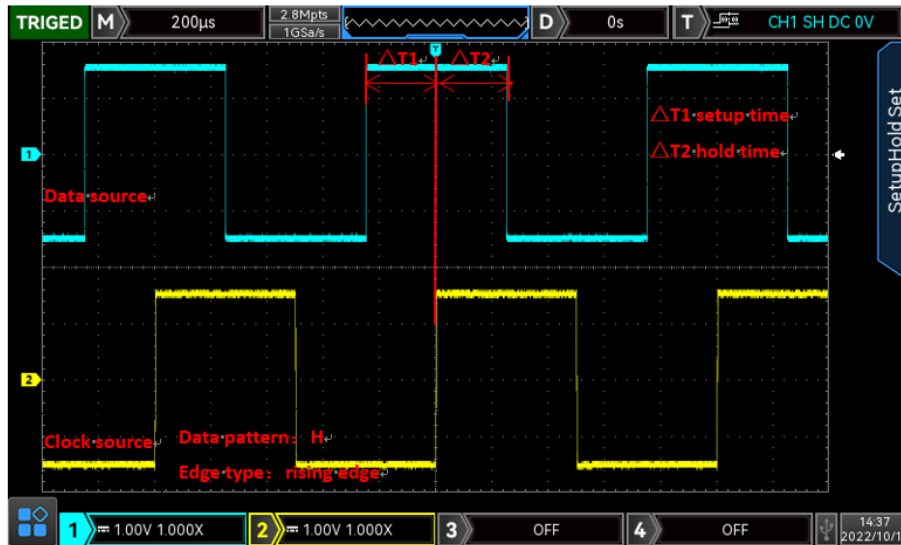 TRIGED M 200μs 2.8Mpts D 0s T CH1 SH DC 0V
1GSa/s
T
△T1 △T2
SetupHold Set
△T1 setup time
1
△T2 hold time
Data source
2
Clock source Data pattern： H
Edge type： rising edge
1 1.00V 1.000X 2 1.00V 1.000X 3 OFF 4 OFF 14:37
2022/10/1